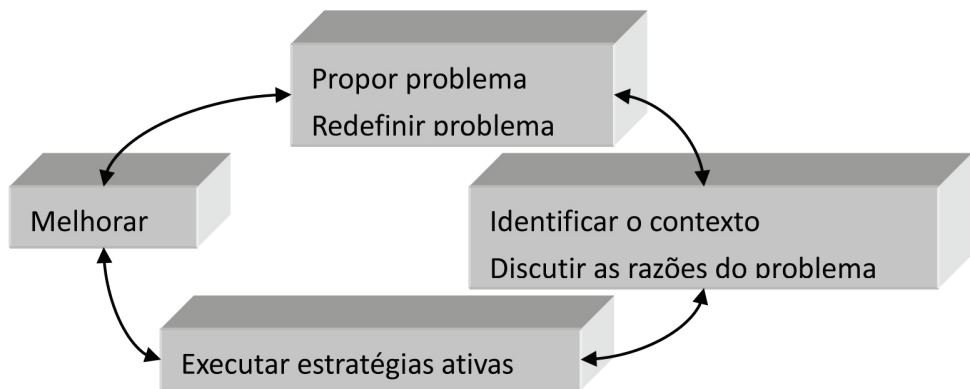 Propor problema
Redefinir problema
Melhorar
Identificar o contexto
Discutir as razões do problema
Executar estratégias ativas